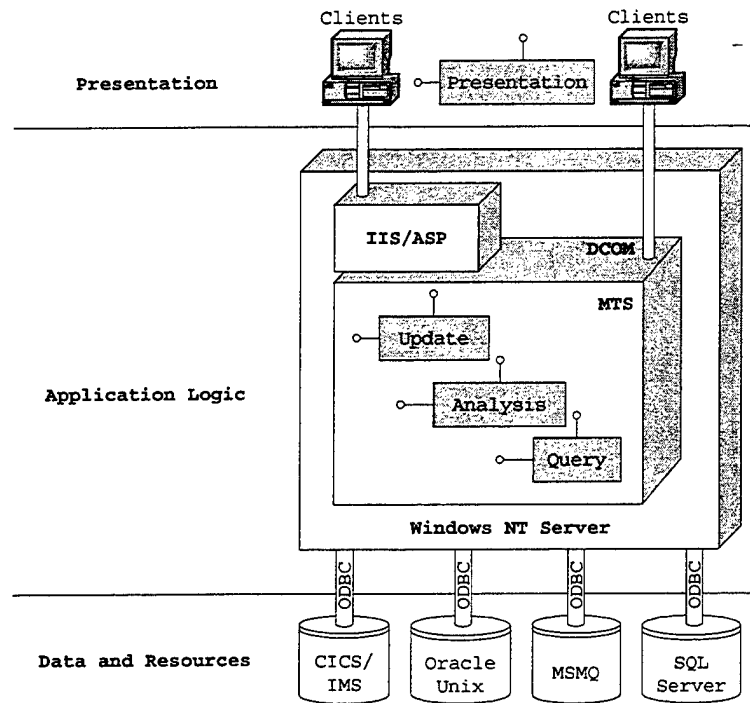 Clients
Clients
Presentation
Presentation
IIS/ASP
DCOM
MTS
Update
Application Logic
Analysis
Query
Windows NT Server
ODBC
ODBC
ODBC
ODBC
Data and Resources
CICS/
IMS
Oracle
Unix
MSMQ
SQL
Server